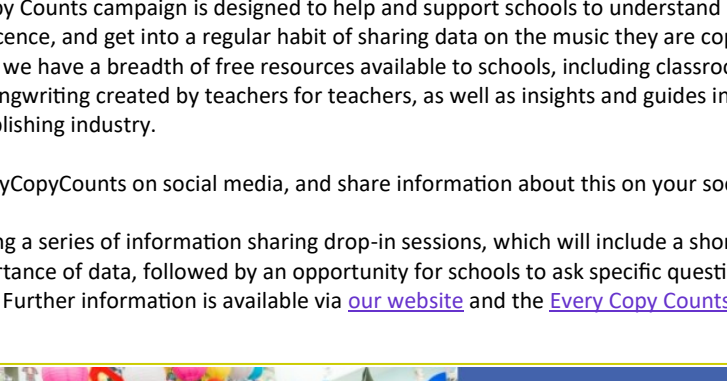 py Counts campaign is designed to help and support schools to understand
cence, and get into a regular habit of sharing data on the music they are cop
we have a breadth of free resources available to schools, including classroo
ngwriting created by teachers for teachers, as well as insights and guides in
lishing industry.
yCopyCounts on social media, and share information about this on your soc
ng a series of information sharing drop-in sessions, which will include a shor
rtance of data, followed by an opportunity for schools to ask specific questi
Further information is available via our website and the Every Copy Counts